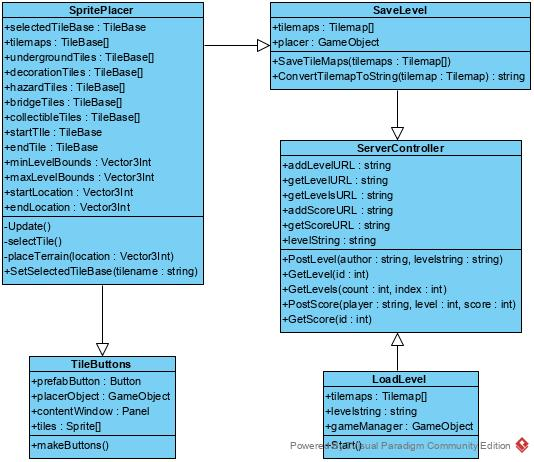 SpritePlacer
+selectedTileBase : TileBase
+tilemaps : TileBase[]
+undergroundTiles : TileBase[]
+decorationTiles : TileBase[]
+hazardTiles : TileBase[]
+bridgeTiles : TileBase[]
+collectibleTiles : TileBase[]
+startTIle : TileBase
+endTile : TileBase
+minLevelBounds : Vector3Int
+maxLevelBounds : Vector3Int
+startLocation : Vector3Int
+endLocation : Vector3Int
-Update()
-selectTile()
-placeTerrain(location : Vector3Int)
+SetSelectedTileBase(tilename : string)
SaveLevel
+tilemaps : Tilemap[]
+placer : GameObject
+SaveTileMaps(tilemaps : Tilemap[])
+ConvertTilemapToString(tilemap : Tilemap) : string
ServerController
+addLevelURL : string
+getLevelURL : string
+getLevelsURL : string
+addScoreURL : string
+getScoreURL : string
+levelString : string
+PostLevel(author : string, levelstring : string)
+GetLevel(id : int)
+GetLevels(count : int, index : int)
+PostScore(player : string, level : int, score : int)
+GetScore(id : int)
TileButtons
+prefabButton : Button
+placerObject : GameObject
+contentWindow : Panel
+tiles : Sprite[]
+makeButtons()
LoadLevel
+tilemaps : Tilemap[]
+levelstring : string
+gameManager : GameObject
+Start()
Powered by Visual Paradigm Community Edition